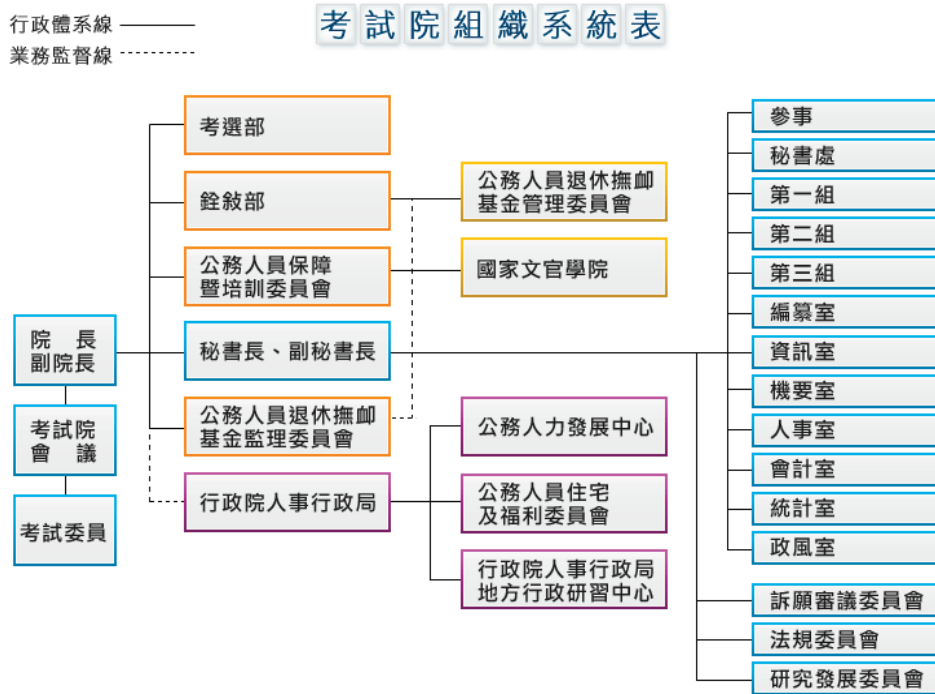 考試院組織系統表
行政體系線
業務監督線
院長
副院長
考試院
會議
考試委員
考選部
銓敍部
公務人員保障
暨培訓委員會
秘書長、副秘書長
公務人員退休撫卹
基金監理委員會
行政院人事行政局
公務人員退休撫卹
基金管理委員會
國家文官學院
公務人力發展中心
公務人員住宅
及福利委員會
行政院人事行政局
地方行政研習中心
參事
秘書處
第一組
第二組
第三組
編纂室
資訊室
機要室
人事室
會計室
統計室
政風室
訴願審議委員會
法規委員會
研究發展委員會